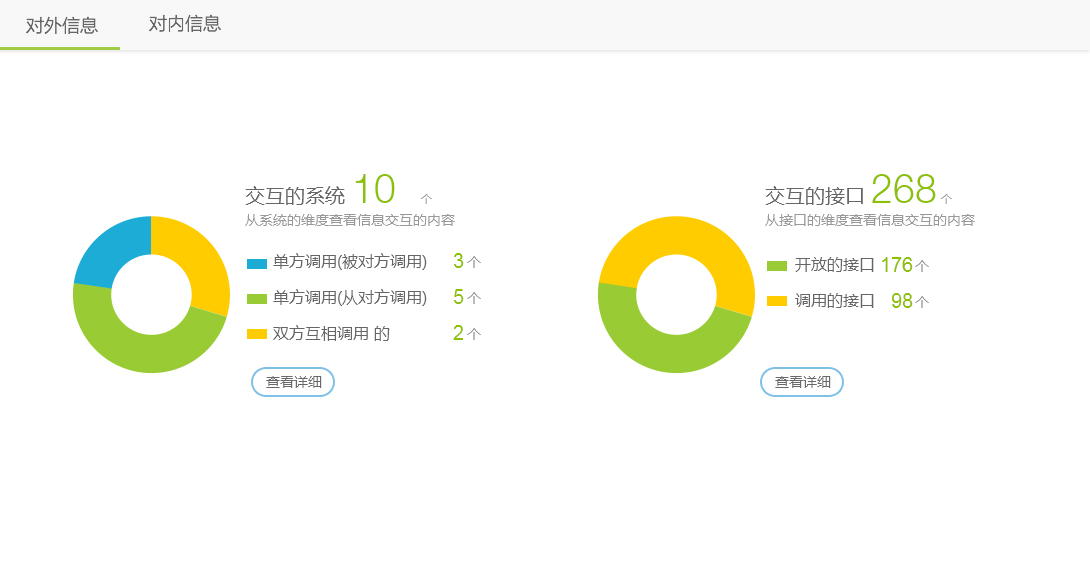 对外信息 对内信息
交互的系统 10 个
从系统的维度查看信息交互的内容
单方调用(被对方调用) 3 个
单方调用(从对方调用) 5 个
双方互相调用 的 2 个
查看详细
交互的接口 268 个
从接口的维度查看信息交互的内容
开放的接口 176 个
调用的接口 98 个
查看详细